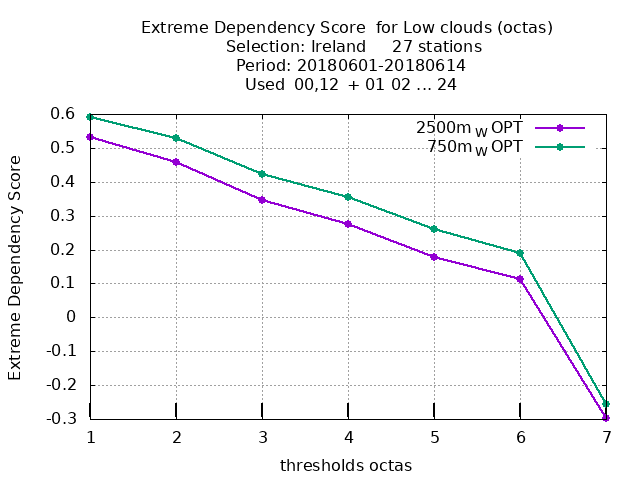 Extreme Dependency Score  for Low clouds (octas)
Selection: Ireland     27 stations
Period: 20180601-20180614
Used  00,12  + 01 02 ... 24
2500m W OPT
750m W OPT
0.6
0.5
0.4
0.3
0.2
0.1
0
-0.1
-0.2
-0.3
Extreme Dependency Score
1 2 3 4 5 6 7
thresholds octas